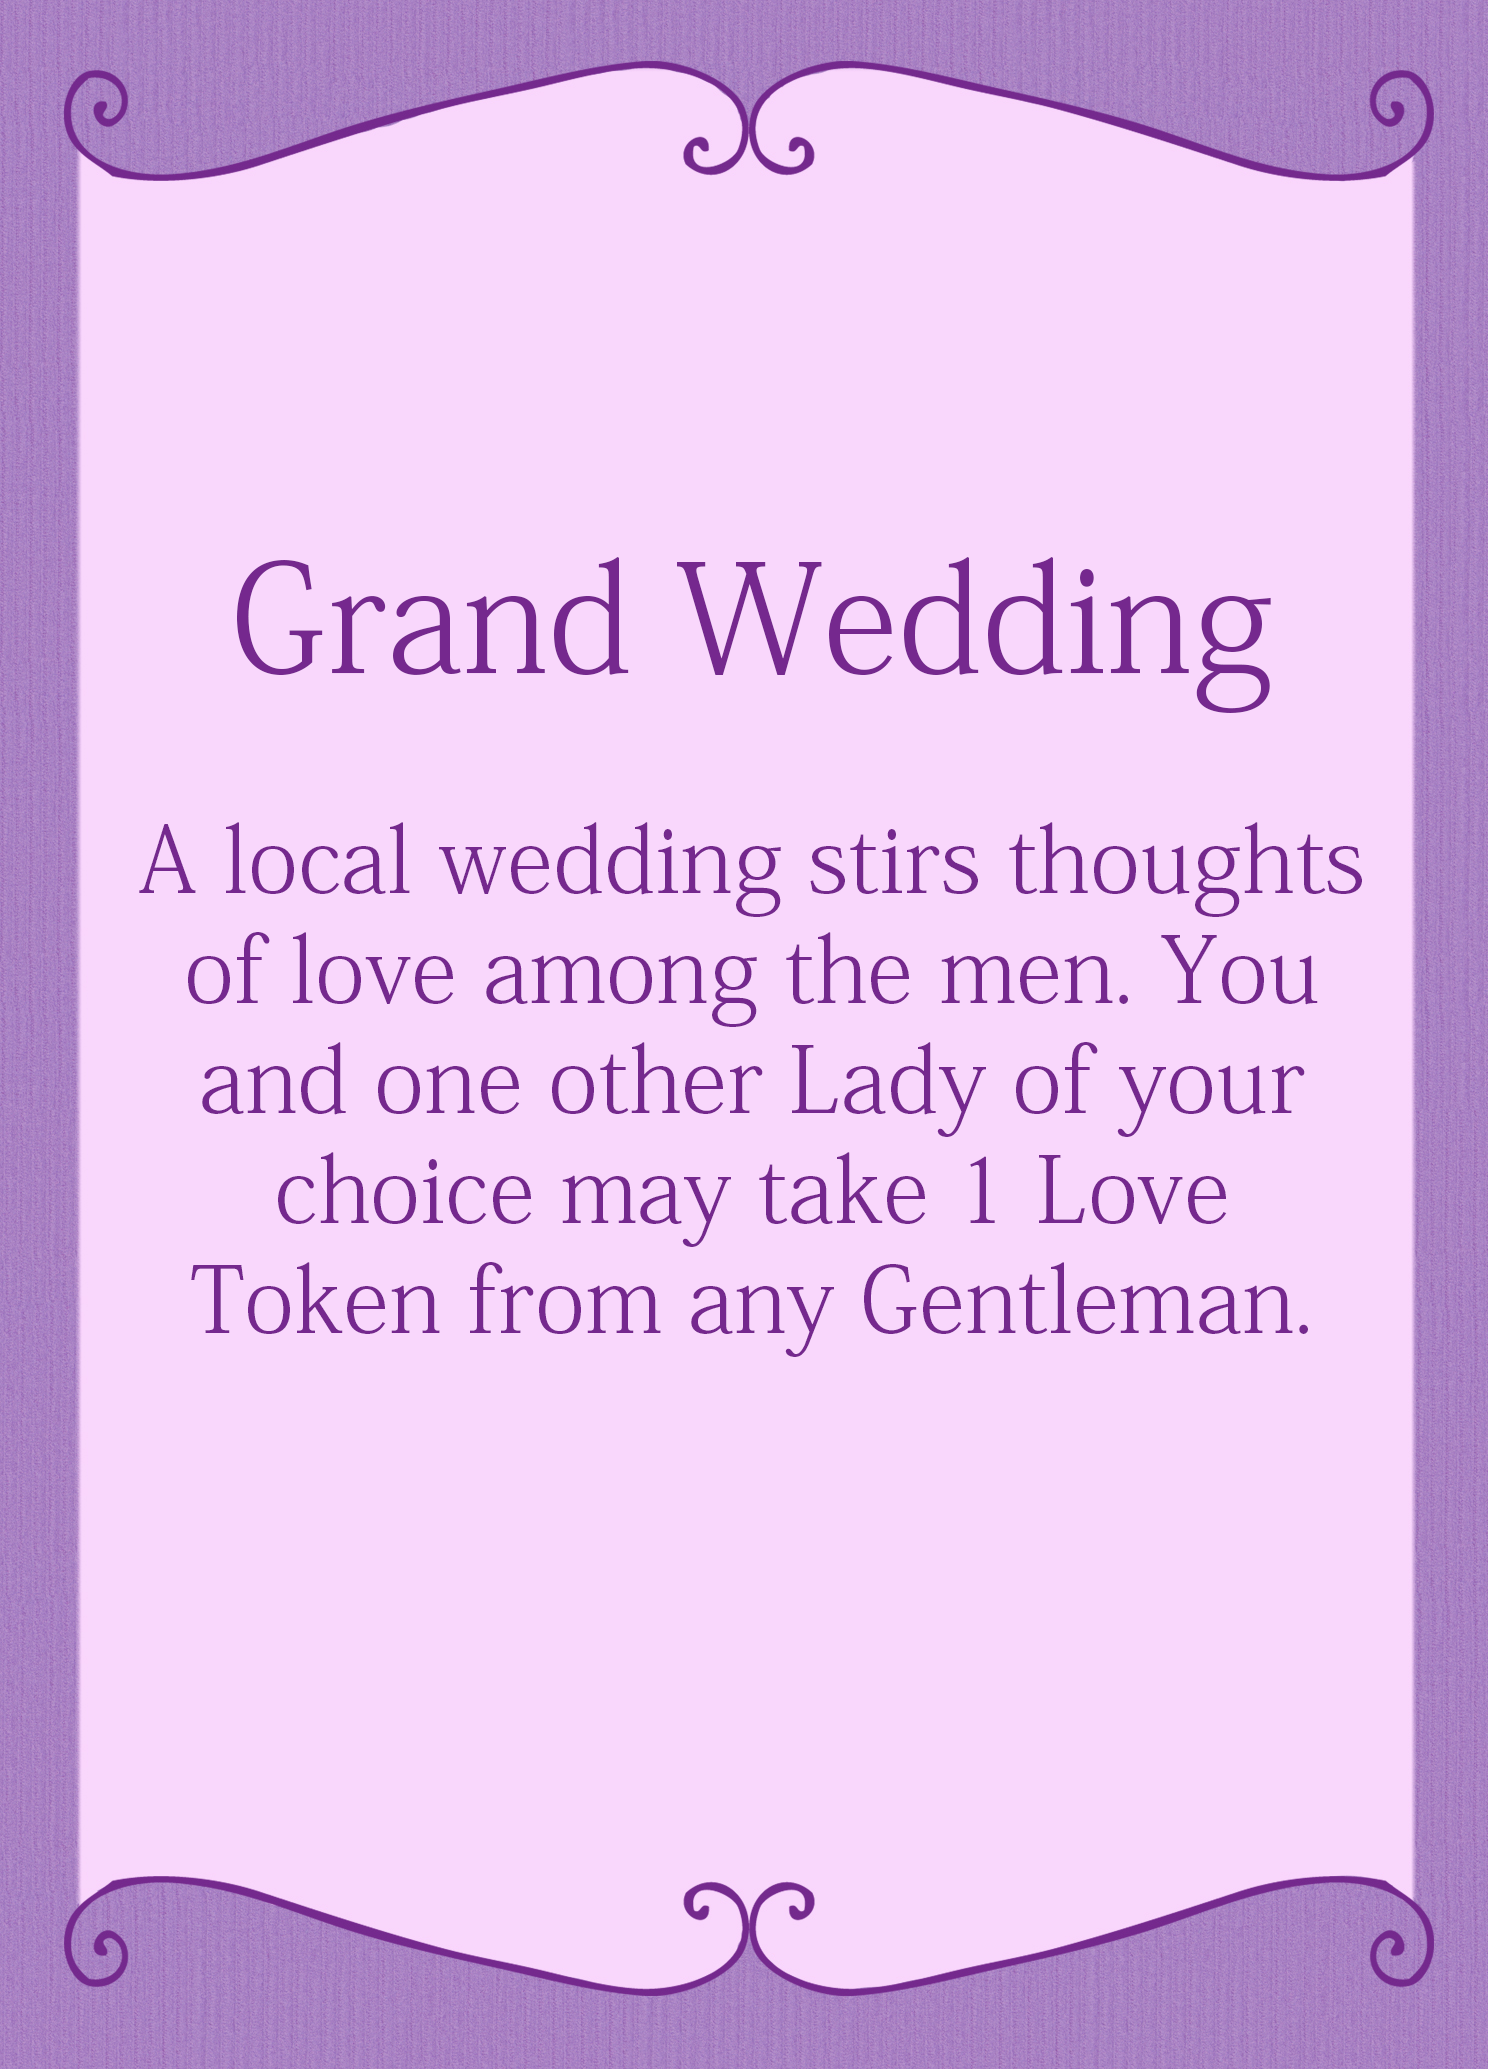 Grand Wedding
A local wedding stirs thoughts
of love among the men. You
and one other Lady of your
choice may take 1 Love
Token from any Gentleman.